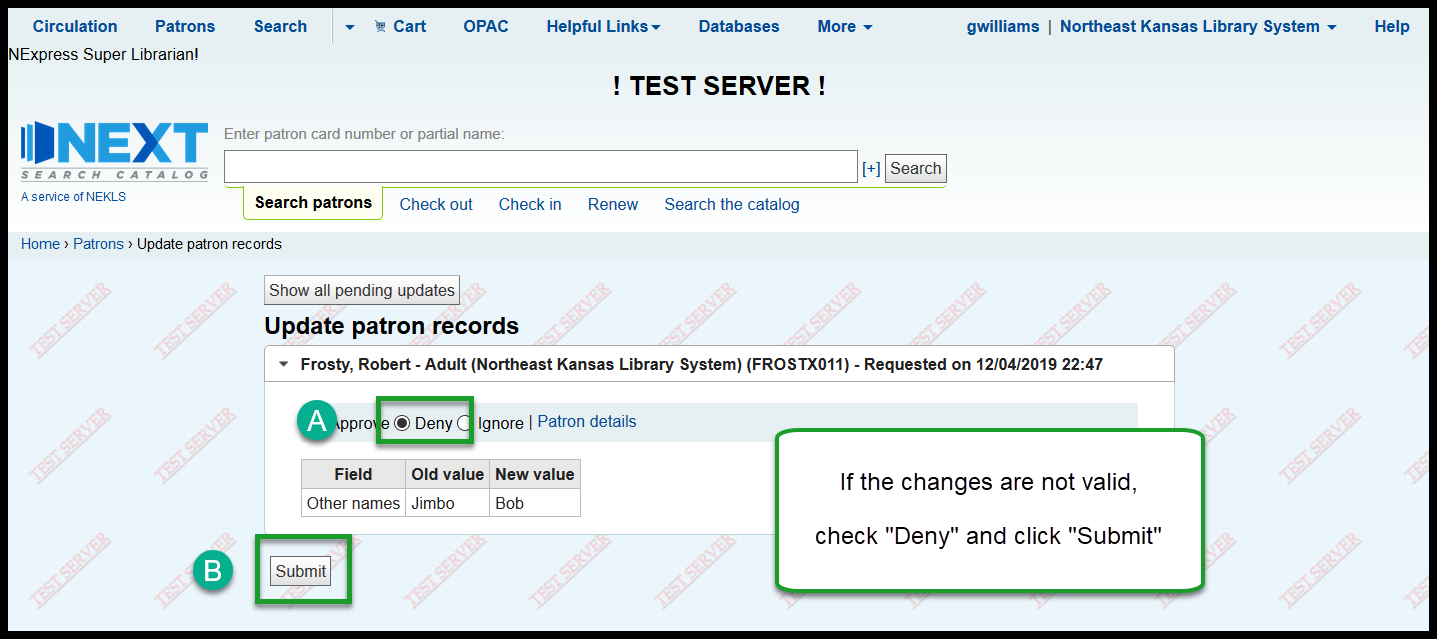 Circulation Patrons Search Cart OPAC Helpful Links Databases More gwilliams | Northeast Kansas Library System Help
NExpress Super Librarian!
! TEST SERVER !
NEXT
SEARCH CATALOG
A service of NEKLS
Enter patron card number or partial name:
[+] Search
Search patrons Check out Check in Renew Search the catalog
Home › Patrons › Update patron records
Show all pending updates
Update patron records
Frosty, Robert - Adult (Northeast Kansas Library System) (FROSTX011) - Requested on 12/04/2019 22:47
A Approve Deny Ignore | Patron details
Field Old value New value
Other names Jimbo Bob
If the changes are not valid,
check "Deny" and click "Submit"
B Submit
TEST SERVER